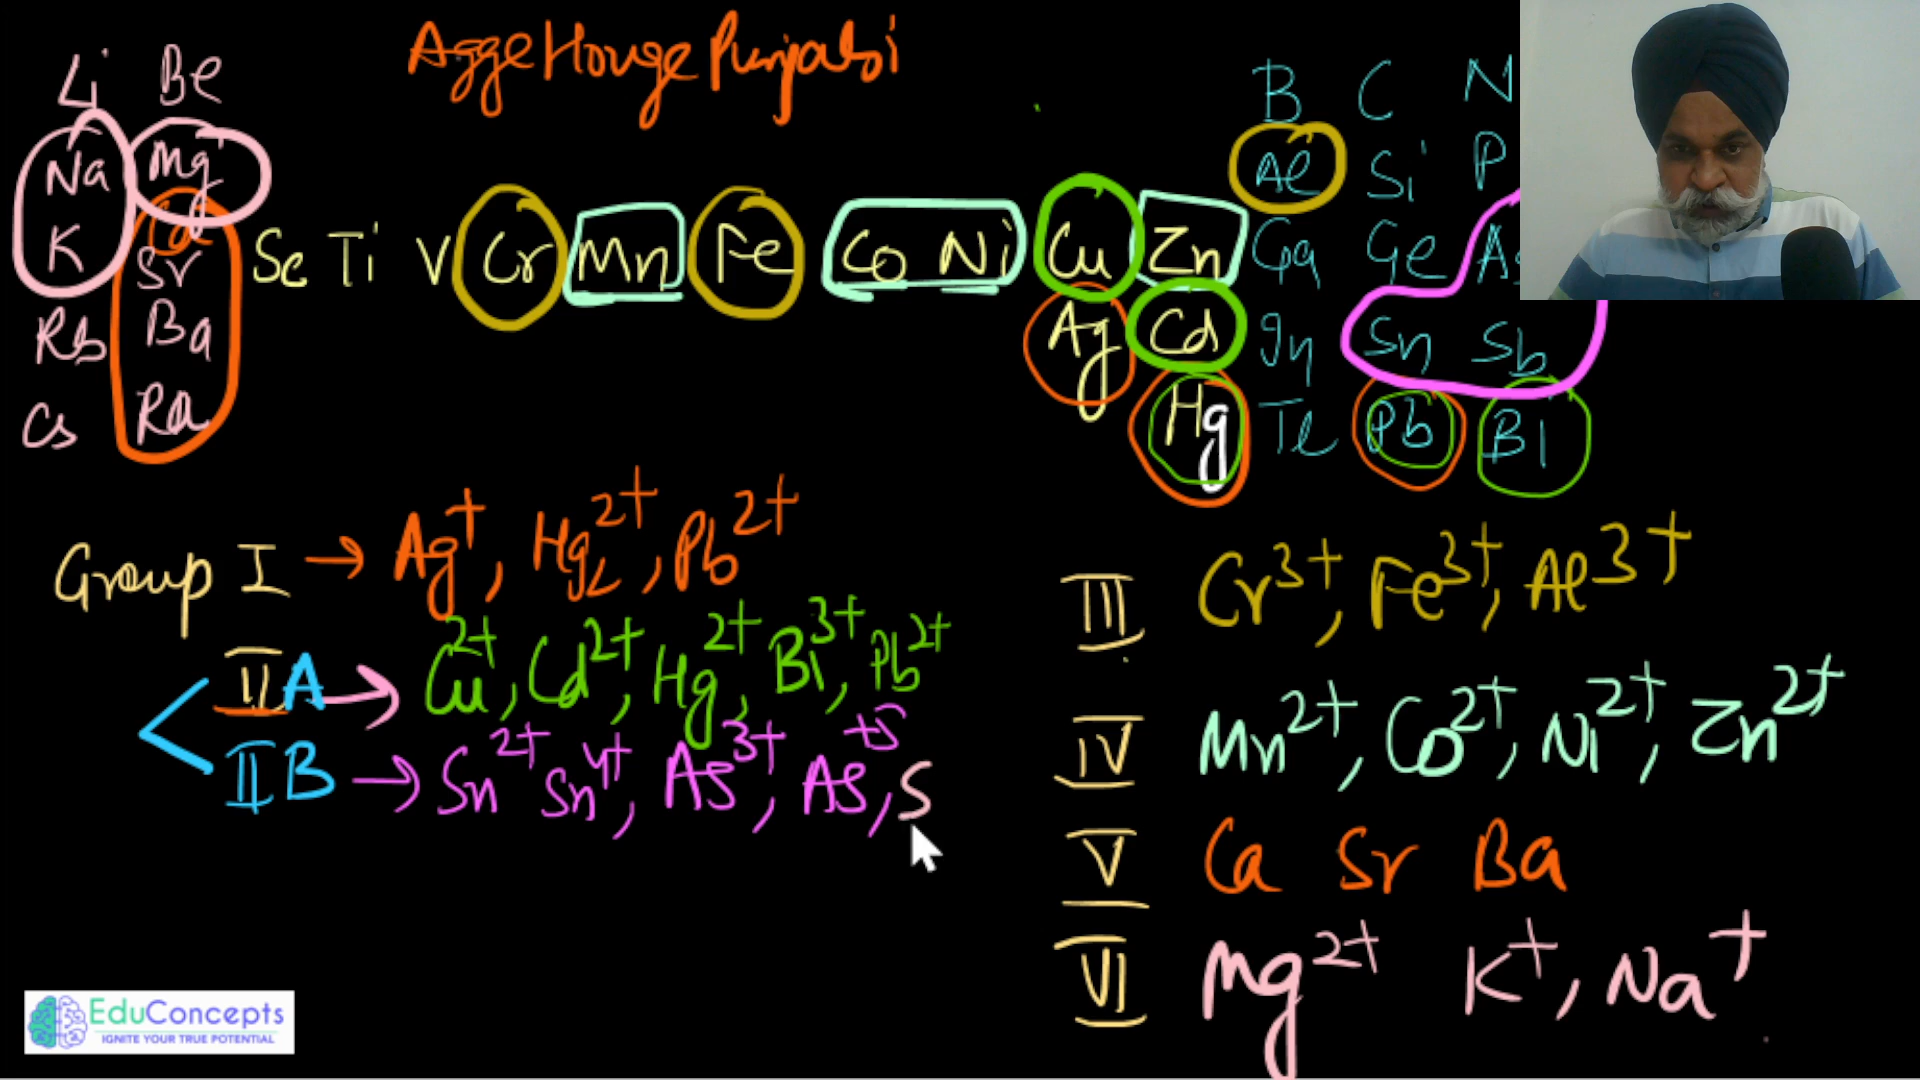 Agge Houge Punjabi
Li Be B C N
Na Mg Al Si P
K Ca Sc Ti V Cr Mn Fe Co Ni Cu Zn Ga Ge As
Sr
Rb Ba Ag Cd In Sn Sb
Cs Ra Hg Tl Pb Bi
Group I → Ag⁺, Hg₂²⁺, Pb²⁺
IIA → Cu²⁺, Cd²⁺, Hg²⁺, Bi³⁺, Pb²⁺
IIB → Sn²⁺ Sn⁴⁺, As³⁺, As⁺⁵, S
III Cr³⁺, Fe³⁺, Al³⁺
IV Mn²⁺, Co²⁺, Ni²⁺, Zn²⁺
V Ca Sr Ba
VI Mg²⁺ K⁺, Na⁺
EduConcepts
IGNITE YOUR TRUE POTENTIAL